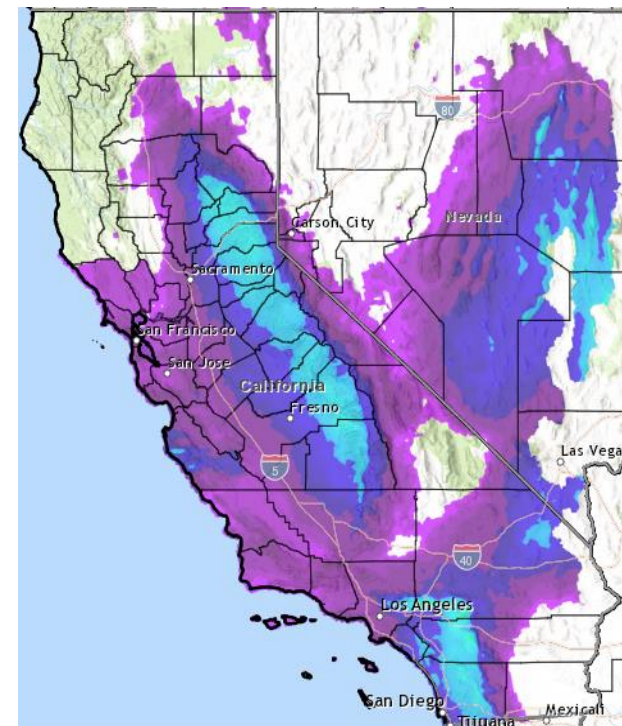 80
Nevada
Carson City
Sacramento
San Francisco
San Jose
California
Fresno
5
Las Vega
40
Los Angeles
San Diego
Mexicali
Tijuana